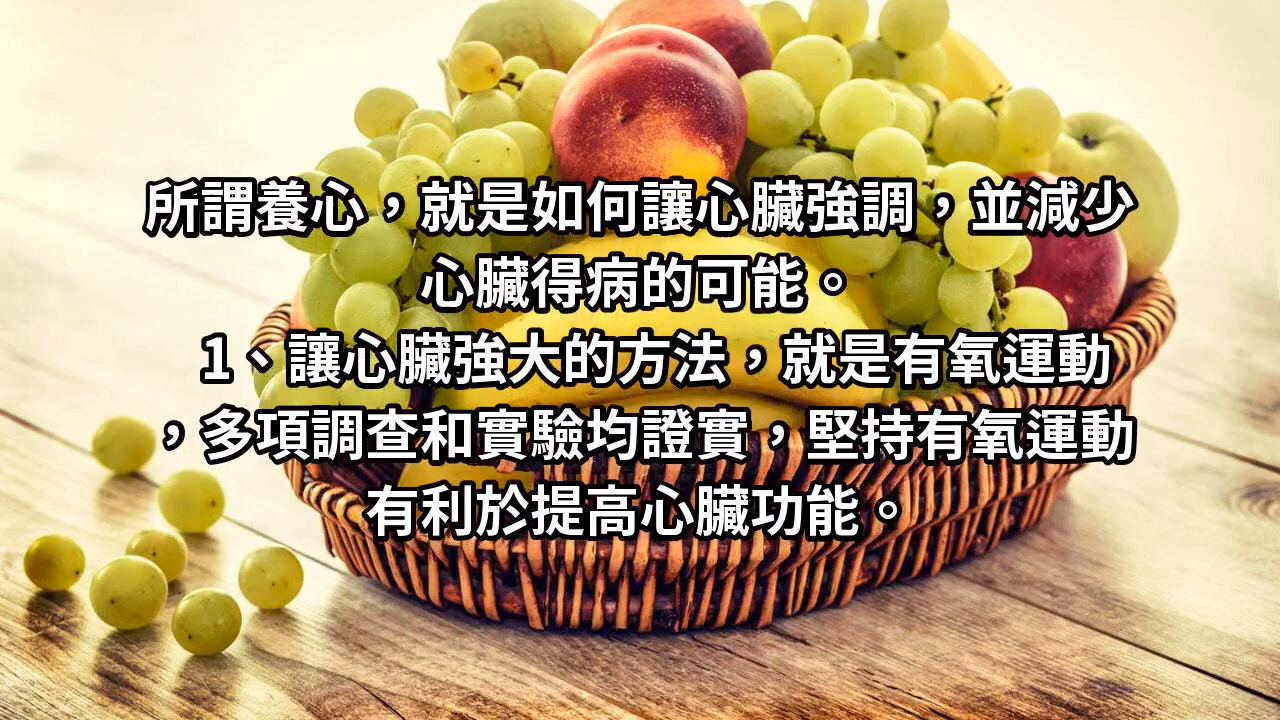 所謂養心，就是如何讓心臟強調，並減少
心臟得病的可能。
1、讓心臟強大的方法，就是有氧運動
，多項調查和實驗均證實，堅持有氧運動
有利於提高心臟功能。